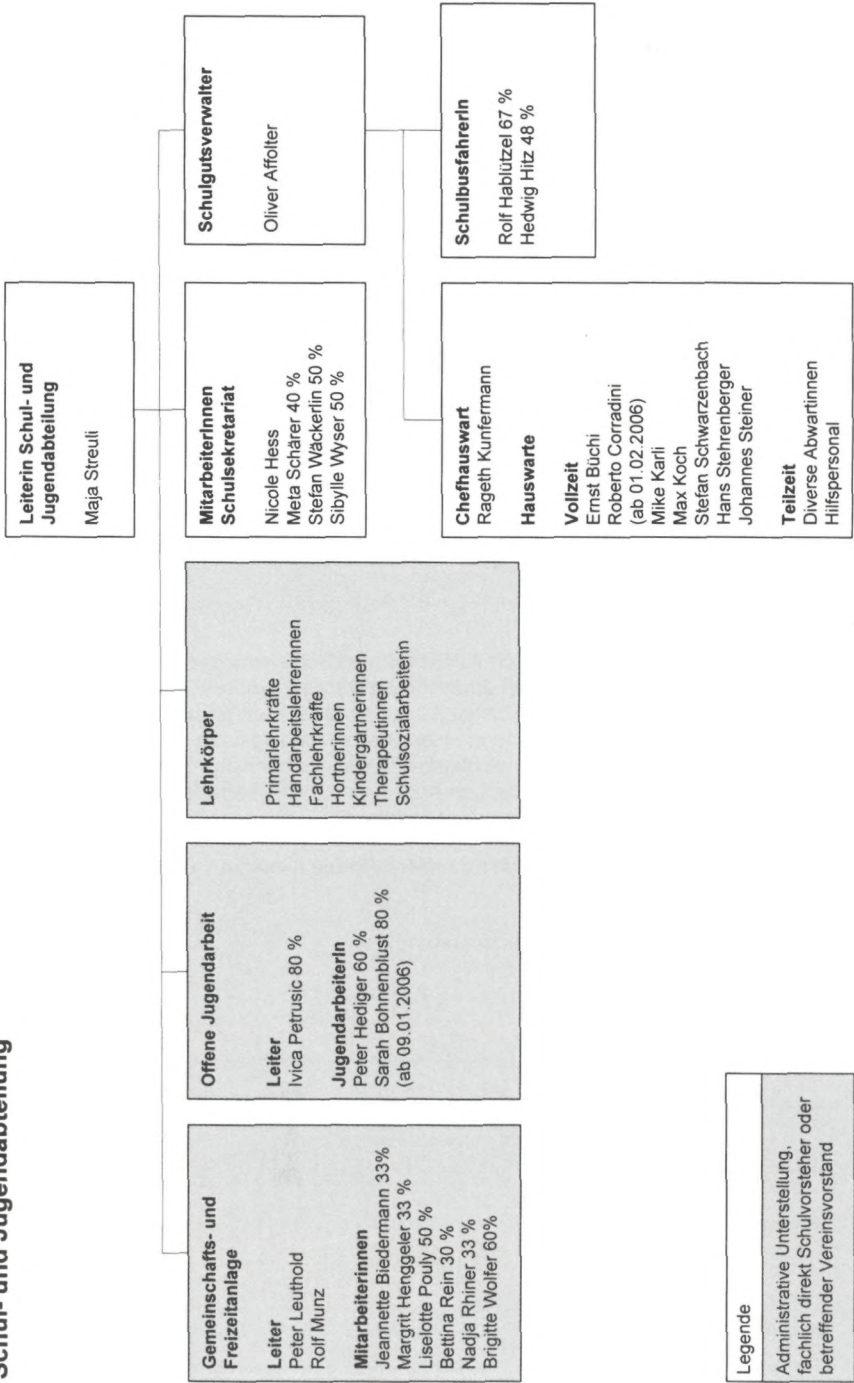 Schul- und Jugendabteilung
Leiterin Schul- und
Jugendabteilung
Maja Streuli
Gemeinschafts- und
Freizeitanlage
Leiter
Peter Leuthold
Rolf Munz
Mitarbeiterinnen
Jeannette Biedermann 33%
Margrit Henggeler 33 %
Liselotte Pouly 50 %
Bettina Rein 30 %
Nadja Rhiner 33 %
Brigitte Wolfer 60%
Offene Jugendarbeit
Leiter
Ivica Petrusic 80 %
JugendarbeiterIn
Peter Hediger 60 %
Sarah Bohnenblust 80 %
(ab 09.01.2006)
Lehrkörper
Primarlehrkräfte
Handarbeitslehrerinnen
Fachlehrkräfte
Hortnerinnen
Kindergärtnerinnen
Therapeutinnen
Schulsozialarbeiterin
MitarbeiterInnen
Schulsekretariat
Nicole Hess
Meta Schärer 40 %
Stefan Wäckerlin 50 %
Sibylle Wyser 50 %
Schulgutsverwalter
Oliver Affolter
Chefhauswart
Rageth Kunfermann
Hauswarte
Vollzeit
Ernst Büchi
Roberto Corradini
(ab 01.02.2006)
Mike Karli
Max Koch
Stefan Schwarzenbach
Hans Stehrenberger
Johannes Steiner
Teilzeit
Diverse Abwartinnen
Hilfspersonal
SchulbusfahrerIn
Rolf Hablützel 67 %
Hedwig Hitz 48 %
Legende
Administrative Unterstellung,
fachlich direkt Schulvorsteher oder
betreffender Vereinsvorstand